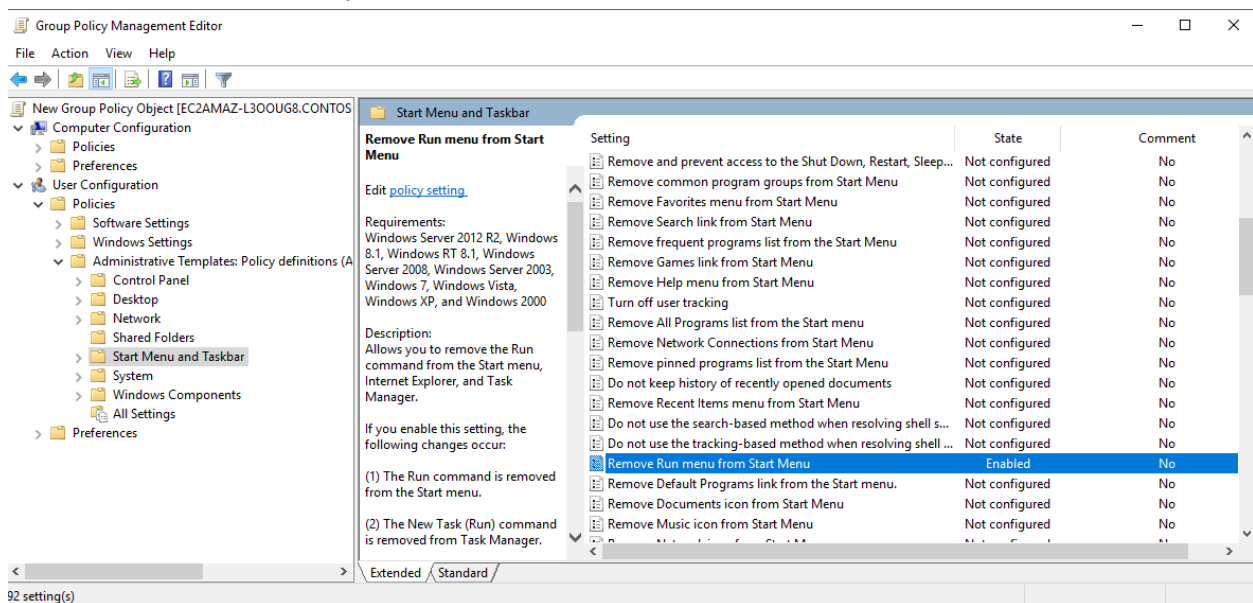 Group Policy Management Editor
File Action View Help
New Group Policy Object [EC2AMAZ-L3OOUG8.CONTOS
Computer Configuration
Policies
Preferences
User Configuration
Policies
Software Settings
Windows Settings
Administrative Templates: Policy definitions (A
Control Panel
Desktop
Network
Shared Folders
Start Menu and Taskbar
System
Windows Components
All Settings
Preferences
Start Menu and Taskbar
Remove Run menu from Start
Menu
Edit policy setting
Requirements:
Windows Server 2012 R2, Windows
8.1, Windows RT 8.1, Windows
Server 2008, Windows Server 2003,
Windows 7, Windows Vista,
Windows XP, and Windows 2000
Description:
Allows you to remove the Run
command from the Start menu,
Internet Explorer, and Task
Manager.
If you enable this setting, the
following changes occur:
(1) The Run command is removed
from the Start menu.
(2) The New Task (Run) command
is removed from Task Manager.
Setting State Comment
Remove and prevent access to the Shut Down, Restart, Sleep... Not configured No
Remove common program groups from Start Menu Not configured No
Remove Favorites menu from Start Menu Not configured No
Remove Search link from Start Menu Not configured No
Remove frequent programs list from the Start Menu Not configured No
Remove Games link from Start Menu Not configured No
Remove Help menu from Start Menu Not configured No
Turn off user tracking Not configured No
Remove All Programs list from the Start menu Not configured No
Remove Network Connections from Start Menu Not configured No
Remove pinned programs list from the Start Menu Not configured No
Do not keep history of recently opened documents Not configured No
Remove Recent Items menu from Start Menu Not configured No
Do not use the search-based method when resolving shell s... Not configured No
Do not use the tracking-based method when resolving shell ... Not configured No
Remove Run menu from Start Menu Enabled No
Remove Default Programs link from the Start menu. Not configured No
Remove Documents icon from Start Menu Not configured No
Remove Music icon from Start Menu Not configured No
Extended Standard
92 setting(s)